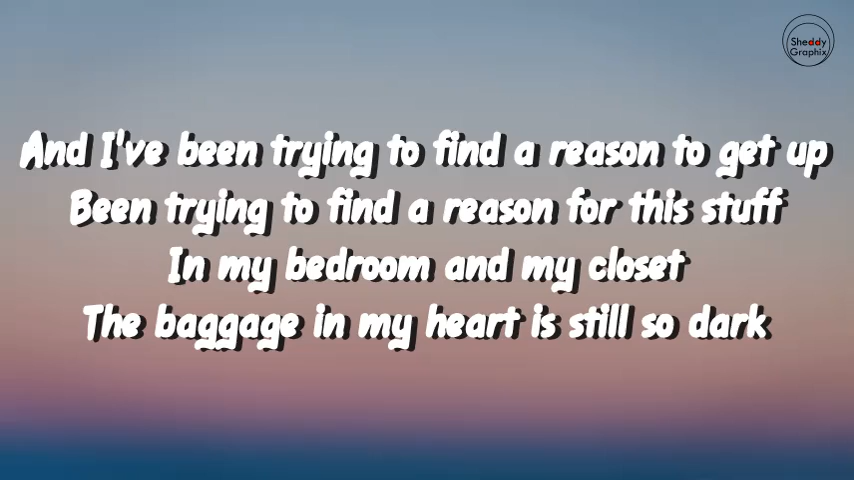 Sheddy
Graphix
And I've been trying to find a reason to get up
Been trying to find a reason for this stuff
In my bedroom and my closet
The baggage in my heart is still so dark